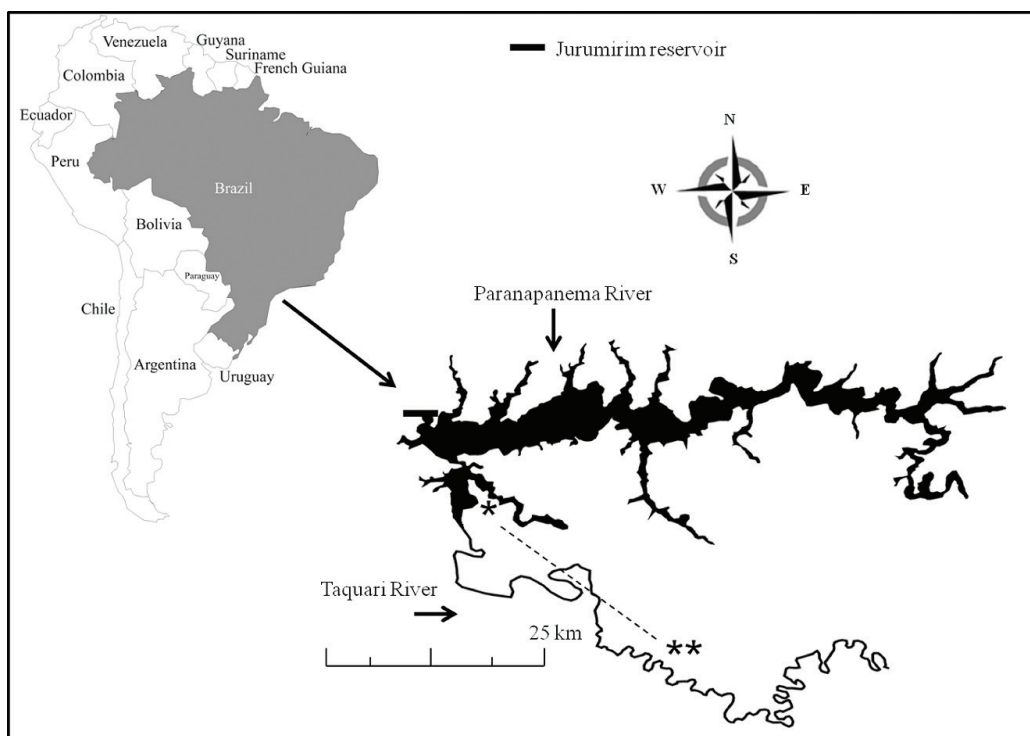 Venezuela
Guyana
Suriname
French Guiana
Colombia
Ecuador
Peru
Brazil
Bolivia
Paraguay
Chile
Argentina
Uruguay
Jurumirim reservoir
N
W
E
S
Paranapanema River
*
Taquari River
25 km
**